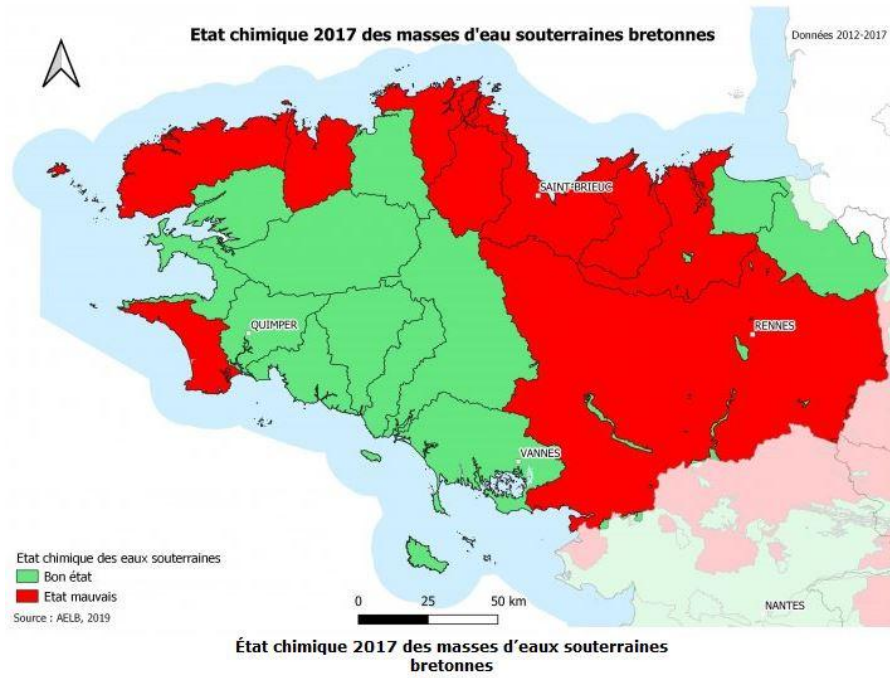 Etat chimique 2017 des masses d'eau souterraines bretonnes
Données 2012-2017
SAINT-BRIEUC
QUIMPER
RENNES
VANNES
Etat chimique des eaux souterraines
Bon état
Etat mauvais
Source : AELB, 2019
0 25 50 km
NANTES
État chimique 2017 des masses d´eaux souterraines
bretonnes